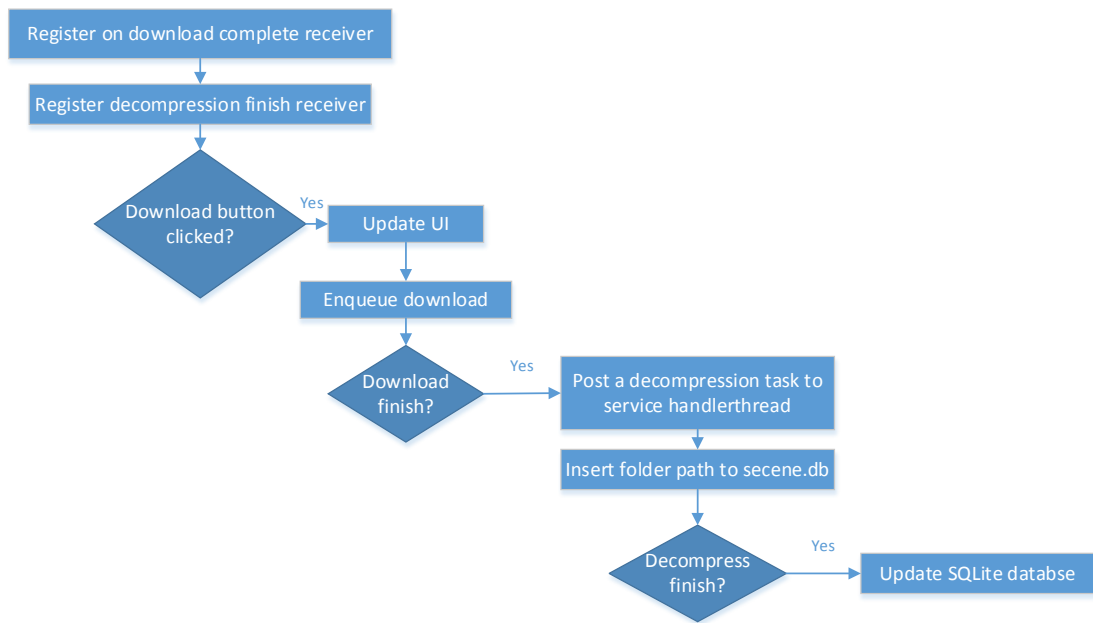 Register on download complete receiver
Register decompression finish receiver
Download button
clicked?
Yes
Update UI
Enqueue download
Download
finish?
Yes
Post a decompression task to
service handlerthread
Insert folder path to secene.db
Decompress
finish?
Yes
Update SQLite databse